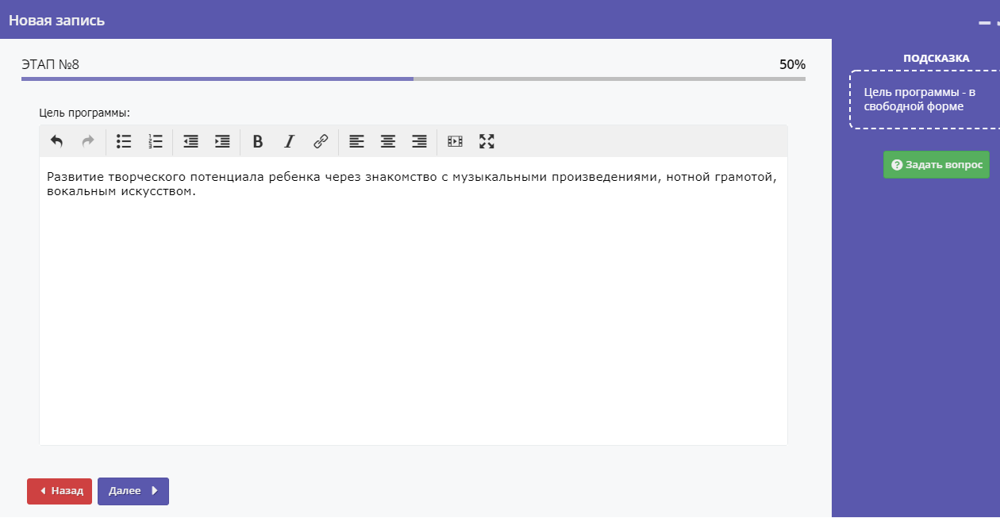 Новая запись
ЭТАП №8
50%
Цель программы:
Развитие творческого потенциала ребенка через знакомство с музыкальными произведениями, нотной грамотой,
вокальным искусством.
Назад
Далее
ПОДСКАЗКА
Цель программы - в
свободной форме
Задать вопрос